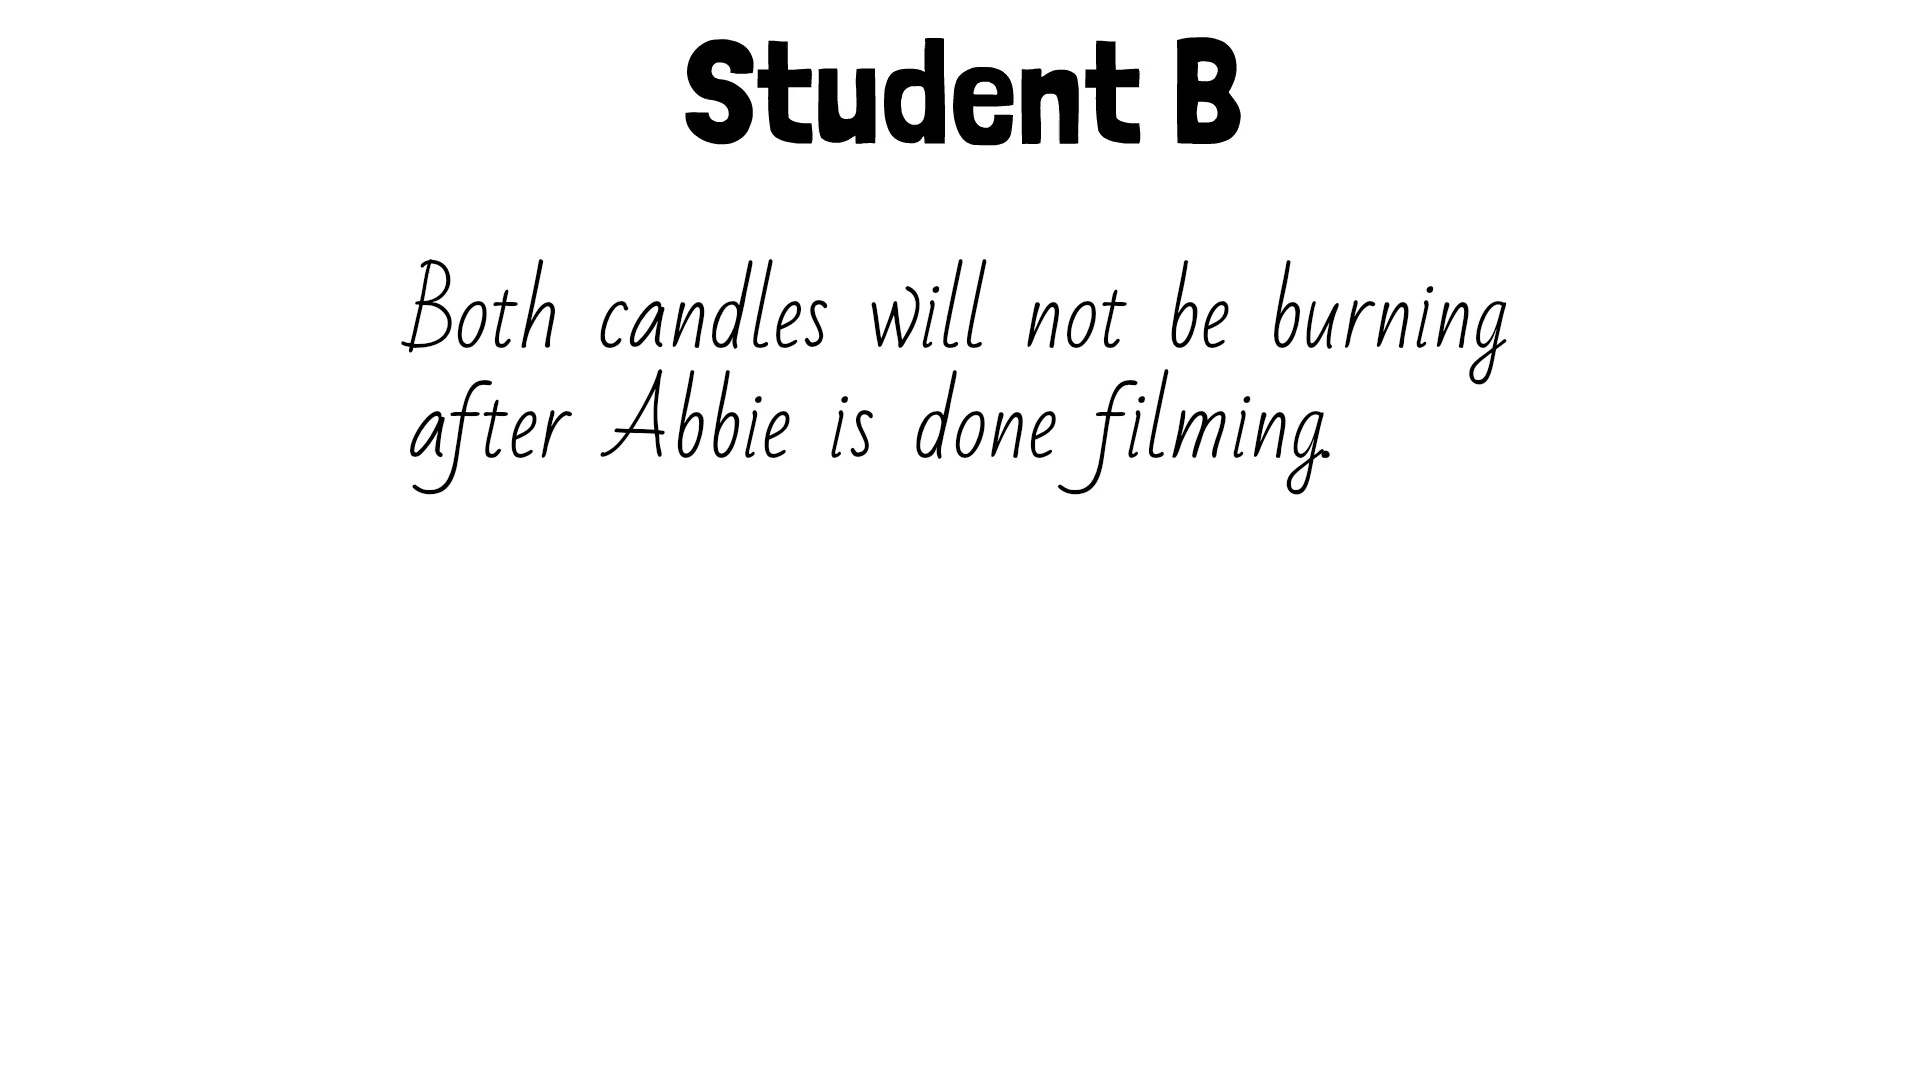 Student B
Both candles will not be burning
after Abbie is done filming.